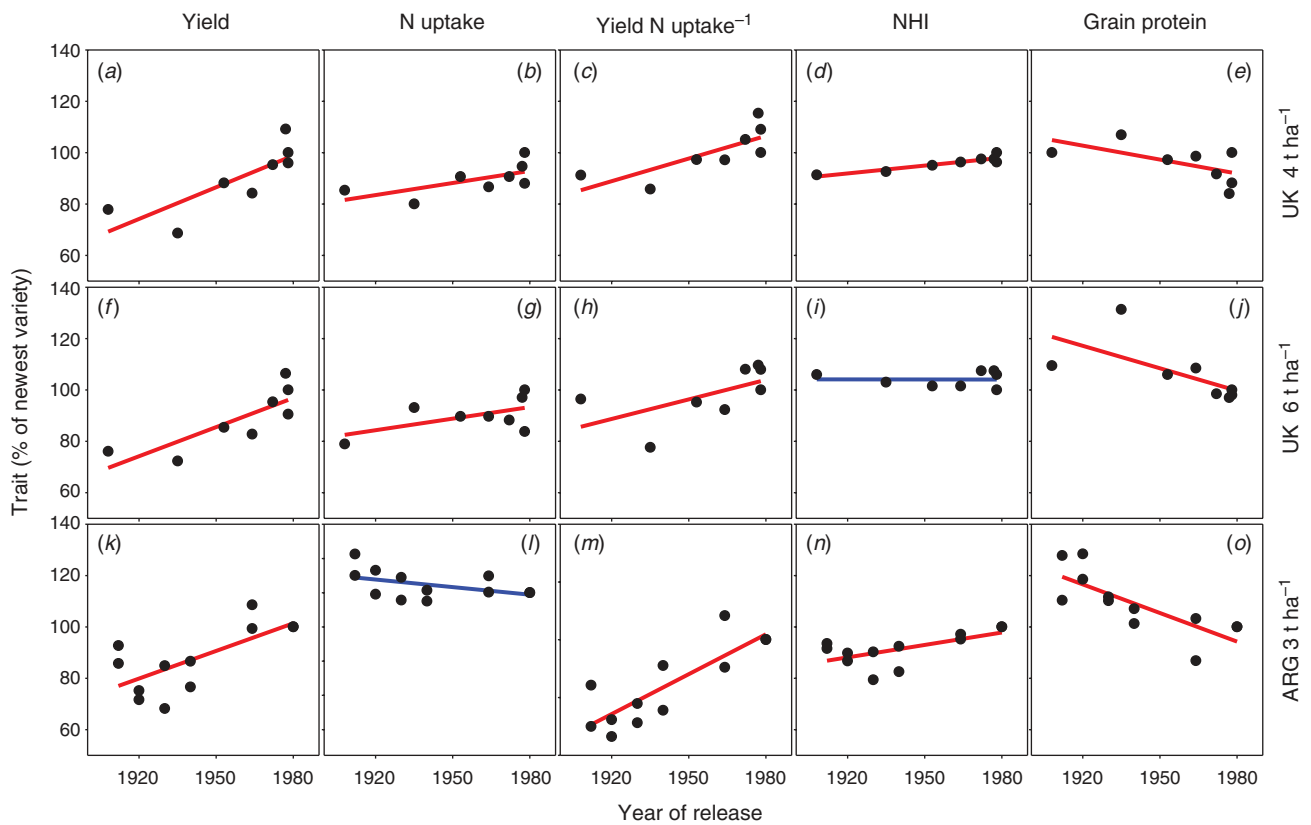 Yield N uptake Yield N uptake⁻¹ NHI Grain protein
140 (a) (b) (c) (d) (e)
120
100
80
60
UK 4 t ha⁻¹
140 (f) (g) (h) (i) (j)
120
100
80
60
UK 6 t ha⁻¹
140 (k) (l) (m) (n) (o)
120
100
80
60
ARG 3 t ha⁻¹
Trait (% of newest variety)
1920 1950 1980 1920 1950 1980 1920 1950 1980 1920 1950 1980 1920 1950 1980
Year of release